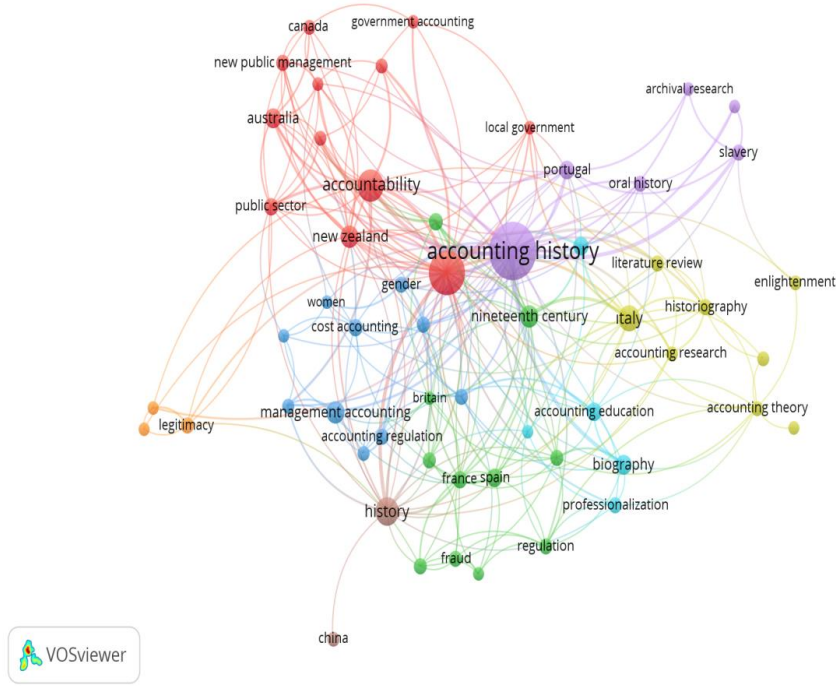 canada
government accounting
new public management
archival research
australia
local government
slavery
portugal
oral history
accountability
public sector
new zealand
accounting history
literature review
enlightenment
gender
women
historiography
nineteenth century
italy
cost accounting
accounting research
britain
management accounting
accounting education
accounting theory
legitimacy
accounting regulation
biography
france
spain
professionalization
history
regulation
fraud
china
VOSviewer